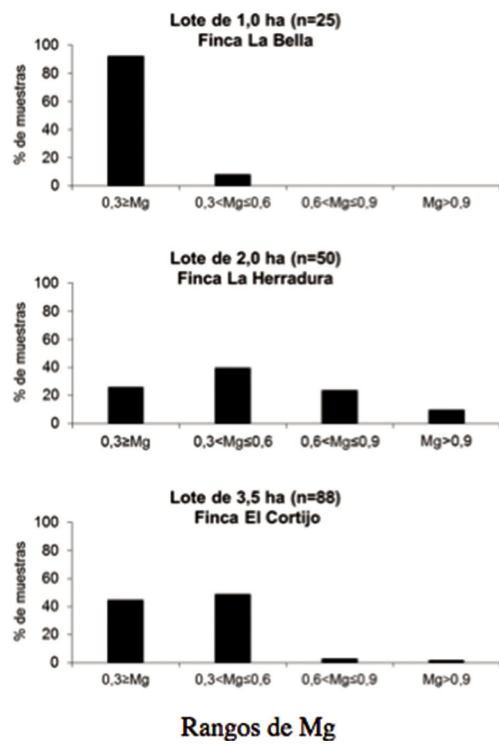 Lote de 1,0 ha (n=25)
Finca La Bella
% de muestras
100
80
60
40
20
0
0,3≥Mg
0,3<Mg≤0,6
0,6<Mg≤0,9
Mg>0,9
Lote de 2,0 ha (n=50)
Finca La Herradura
% de muestras
100
80
60
40
20
0
0,3≥Mg
0,3<Mg≤0,6
0,6<Mg≤0,9
Mg>0,9
Lote de 3,5 ha (n=88)
Finca El Cortijo
% de muestras
100
80
60
40
20
0
0,3≥Mg
0,3<Mg≤0,6
0,6<Mg≤0,9
Mg>0,9
Rangos de Mg